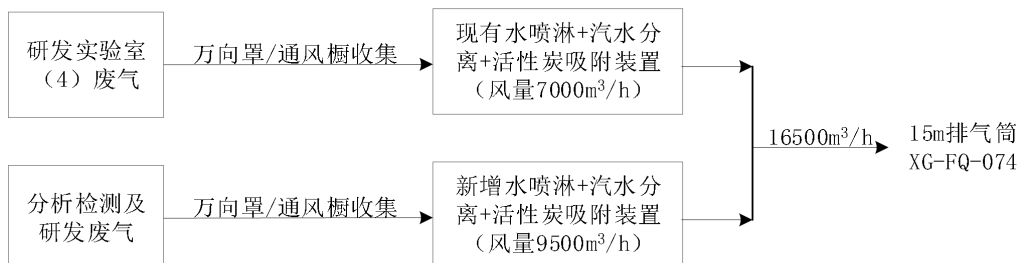 研发实验室
（4）废气
万向罩/通风橱收集
现有水喷淋+汽水分
离+活性炭吸附装置
（风量7000m³/h）
16500m³/h
15m排气筒
XG-FQ-074
分析检测及
研发废气
万向罩/通风橱收集
新增水喷淋+汽水分
离+活性炭吸附装置
（风量9500m³/h）